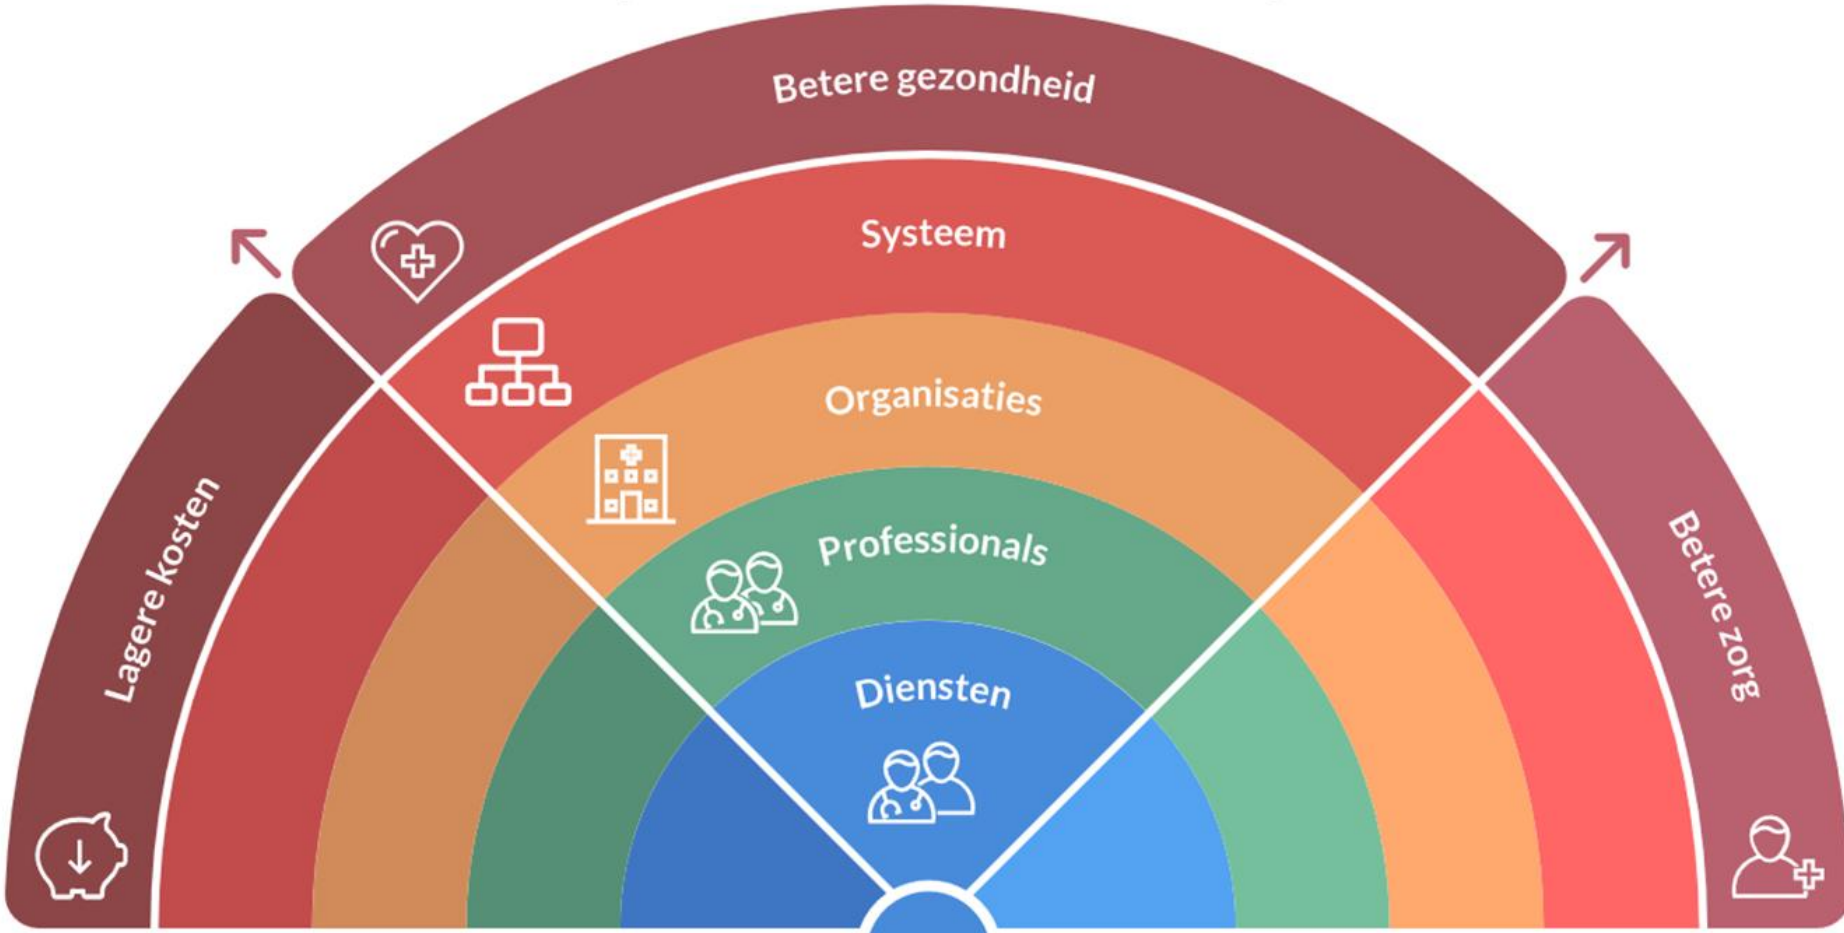 Betere gezondheid
Systeem
Organisaties
Professionals
Diensten
Lagere kosten
Betere zorg